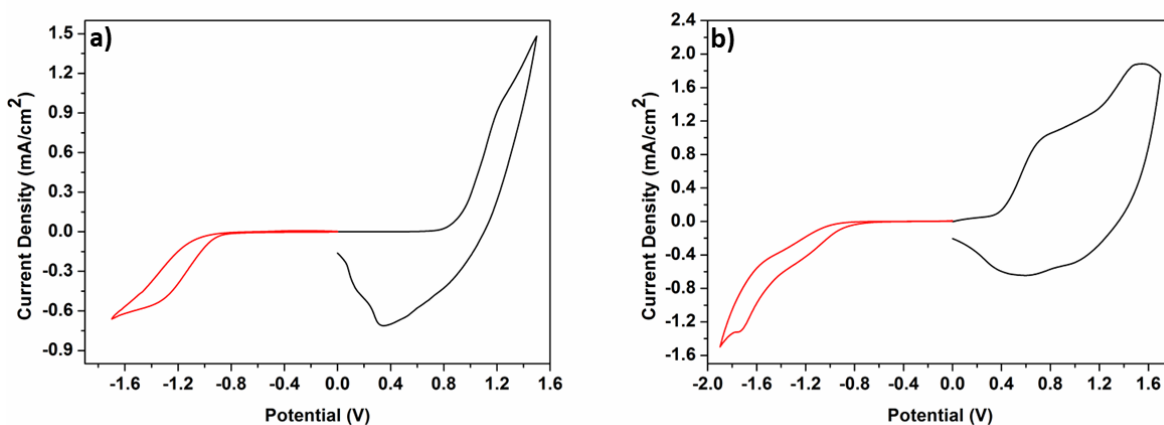 a)
1.5
1.2
0.9
0.6
0.3
0.0
-0.3
-0.6
-0.9
Current Density (mA/cm²)
-1.6 -1.2 -0.8 -0.4 0.0 0.4 0.8 1.2 1.6
Potential (V)
b)
2.4
2.0
1.6
1.2
0.8
0.4
0.0
-0.4
-0.8
-1.2
-1.6
Current Density (mA/cm²)
-2.0 -1.6 -1.2 -0.8 -0.4 0.0 0.4 0.8 1.2 1.6
Potential (V)